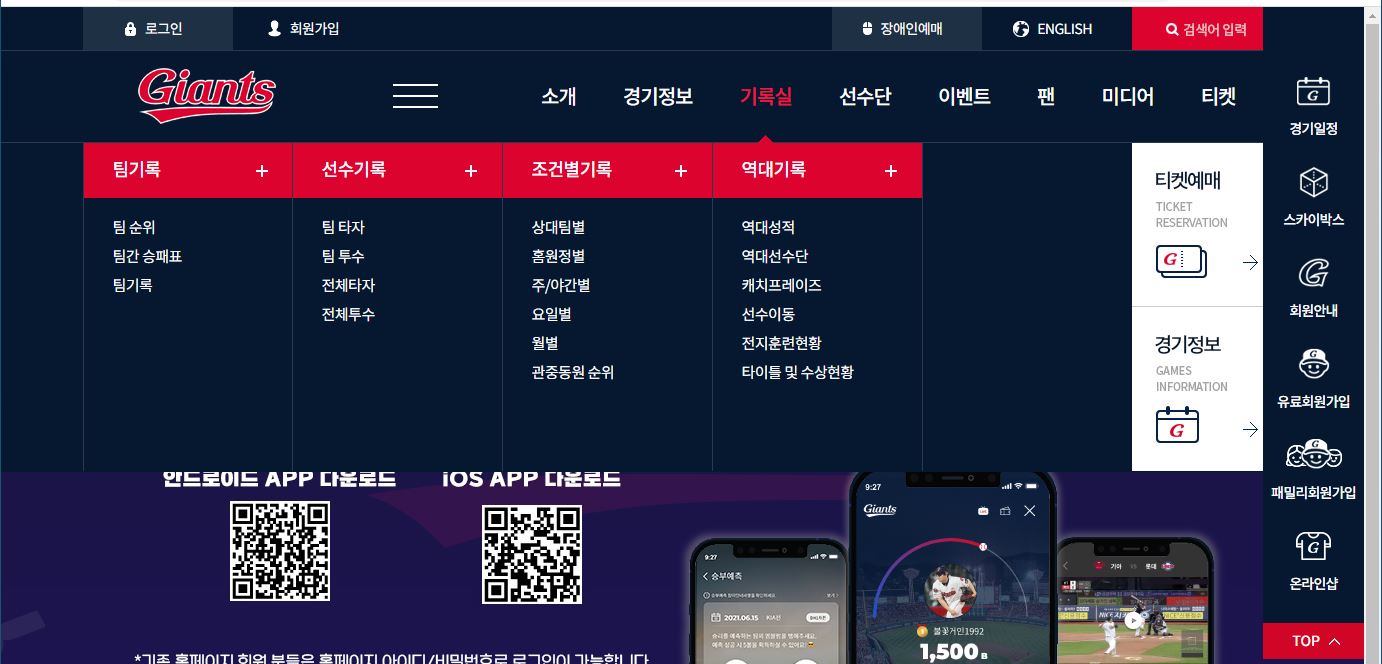 로그인
회원가입
장애인예매
ENGLISH
검색어 입력
Giants
소개
경기정보
기록실
선수단
이벤트
팬
미디어
티켓
팀기록
+
팀 순위
팀간 승패표
팀기록
선수기록
+
팀 타자
팀 투수
전체타자
전체투수
조건별기록
+
상대팀별
홈원정별
주/야간별
요일별
월별
관중동원 순위
역대기록
+
역대성적
역대선수단
캐치프레이즈
선수이동
전지훈련현황
타이틀 및 수상현황
티켓예매
TICKET
RESERVATION
G
경기정보
GAMES
INFORMATION
G
G
경기일정
스카이박스
G
회원안내
G
유료회원가입
G
패밀리회원가입
G
온라인샵
TOP
안드로이드 APP 다운로드
iOS APP 다운로드
*기존 홈페이지 회원 분들은 홈페이지 아이디/비밀번호로 로그인이 가능합니다
9:27
승부예측
2021.06.15 KIA전
9:27
Giants
불꽃거인1992
1,500 B
기아 VS 롯데